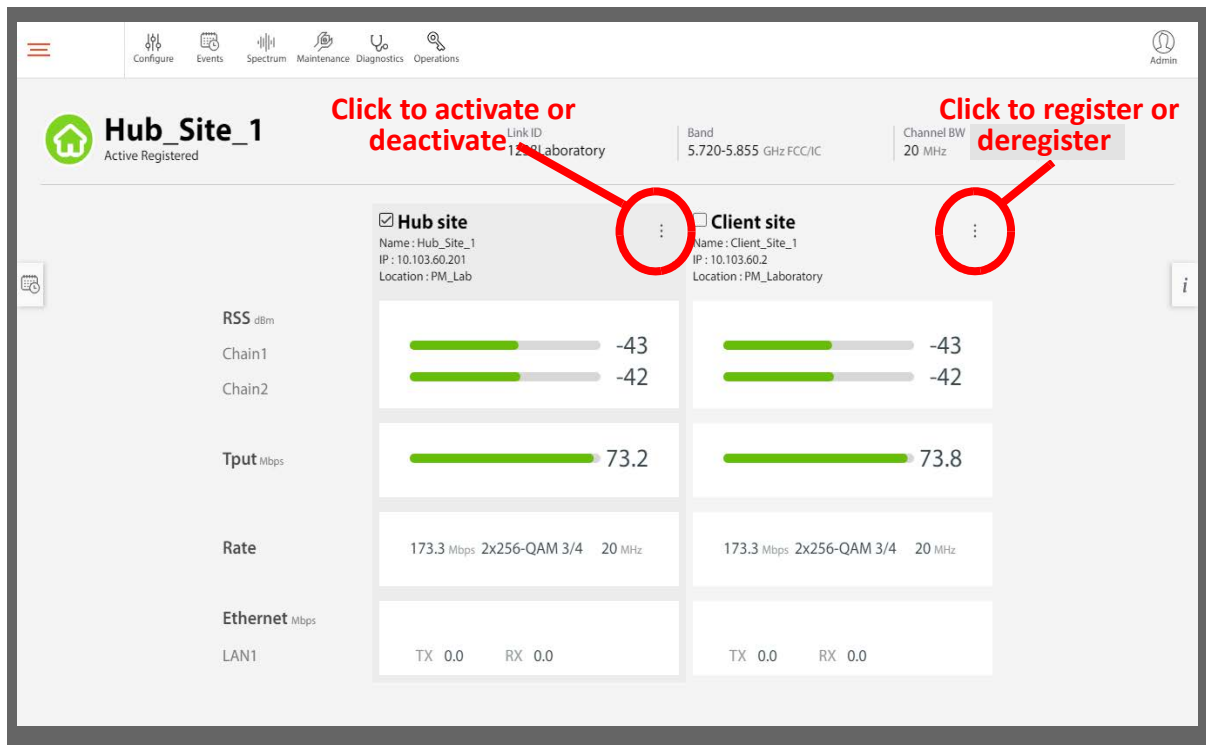 Configure Events Spectrum Maintenance Diagnostics Operations Admin
Click to activate or
deactivate
Click to register or
deregister
Hub_Site_1
Active Registered
Link ID
Laboratory
Band
5.720-5.855 GHz FCC/IC
Channel BW
20 MHz
Hub site
Name : Hub_Site_1
IP : 10.103.60.201
Location : PM_Lab
Client site
Name : Client_Site_1
IP : 10.103.60.2
Location : PM_Laboratory
i
RSS dBm
Chain1 -43 -43
Chain2 -42 -42
Tput Mbps 73.2 73.8
Rate 173.3 Mbps 2x256-QAM 3/4 20 MHz 173.3 Mbps 2x256-QAM 3/4 20 MHz
Ethernet Mbps
LAN1 TX 0.0 RX 0.0 TX 0.0 RX 0.0